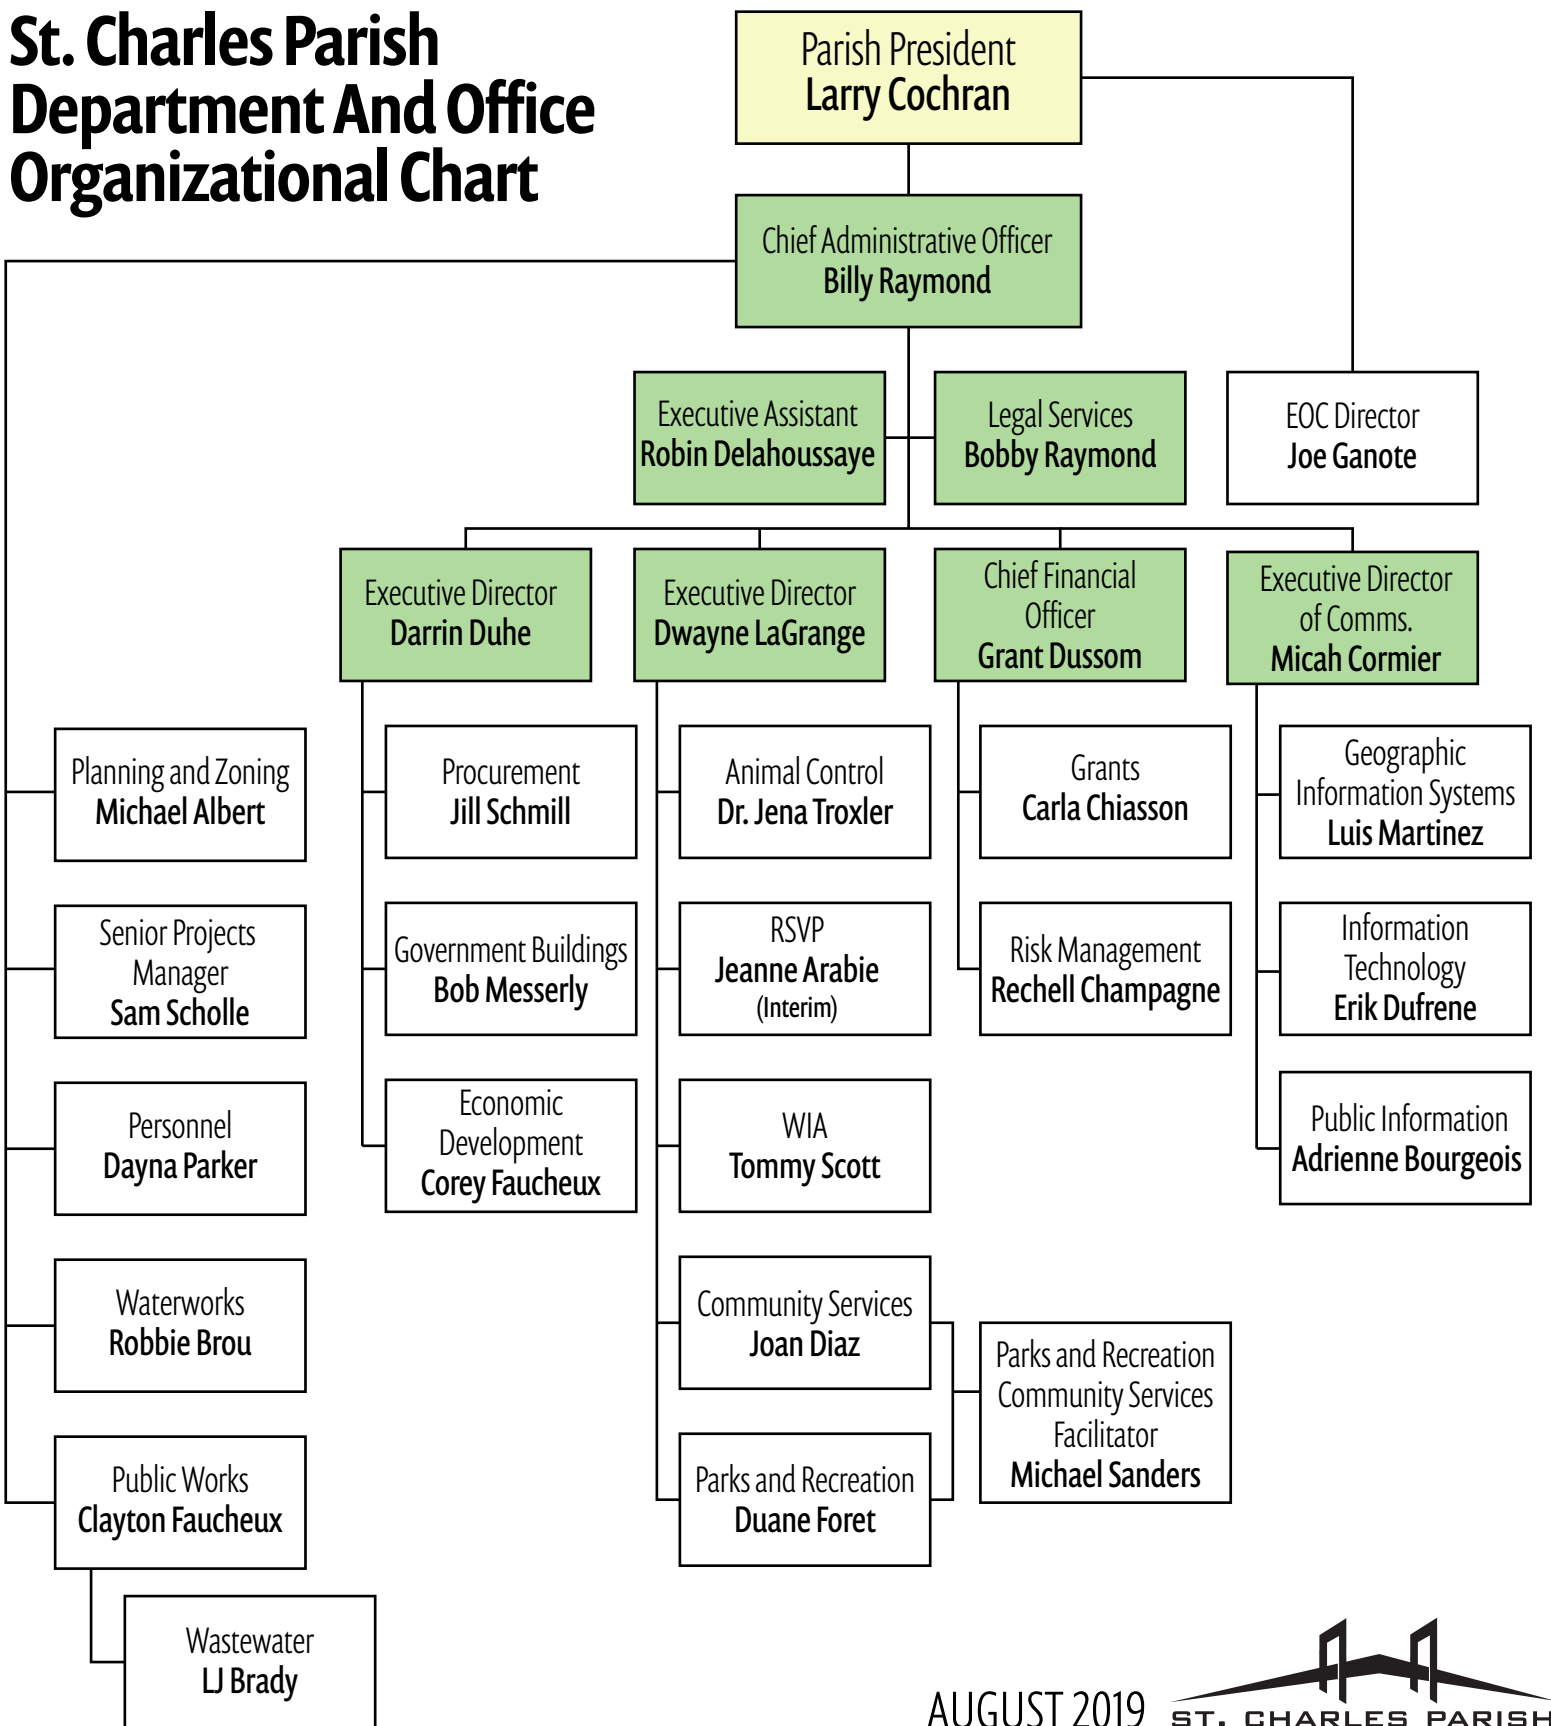 St. Charles Parish
Department And Office
Organizational Chart
Parish President
Larry Cochran
Chief Administrative Officer
Billy Raymond
Executive Assistant
Robin Delahoussaye
Legal Services
Bobby Raymond
EOC Director
Joe Ganote
Executive Director
Darrin Duhe
Executive Director
Dwayne LaGrange
Chief Financial
Officer
Grant Dussom
Executive Director
of Comms.
Micah Cormier
Planning and Zoning
Michael Albert
Senior Projects
Manager
Sam Scholle
Personnel
Dayna Parker
Waterworks
Robbie Brou
Public Works
Clayton Faucheux
Wastewater
LJ Brady
Procurement
Jill Schmill
Government Buildings
Bob Messerly
Economic
Development
Corey Faucheux
Animal Control
Dr. Jena Troxler
RSVP
Jeanne Arabie
(Interim)
WIA
Tommy Scott
Community Services
Joan Diaz
Parks and Recreation
Duane Foret
Parks and Recreation
Community Services
Facilitator
Michael Sanders
Grants
Carla Chiasson
Risk Management
Rechell Champagne
Geographic
Information Systems
Luis Martinez
Information
Technology
Erik Dufrene
Public Information
Adrienne Bourgeois
AUGUST 2019
ST. CHARLES PARISH